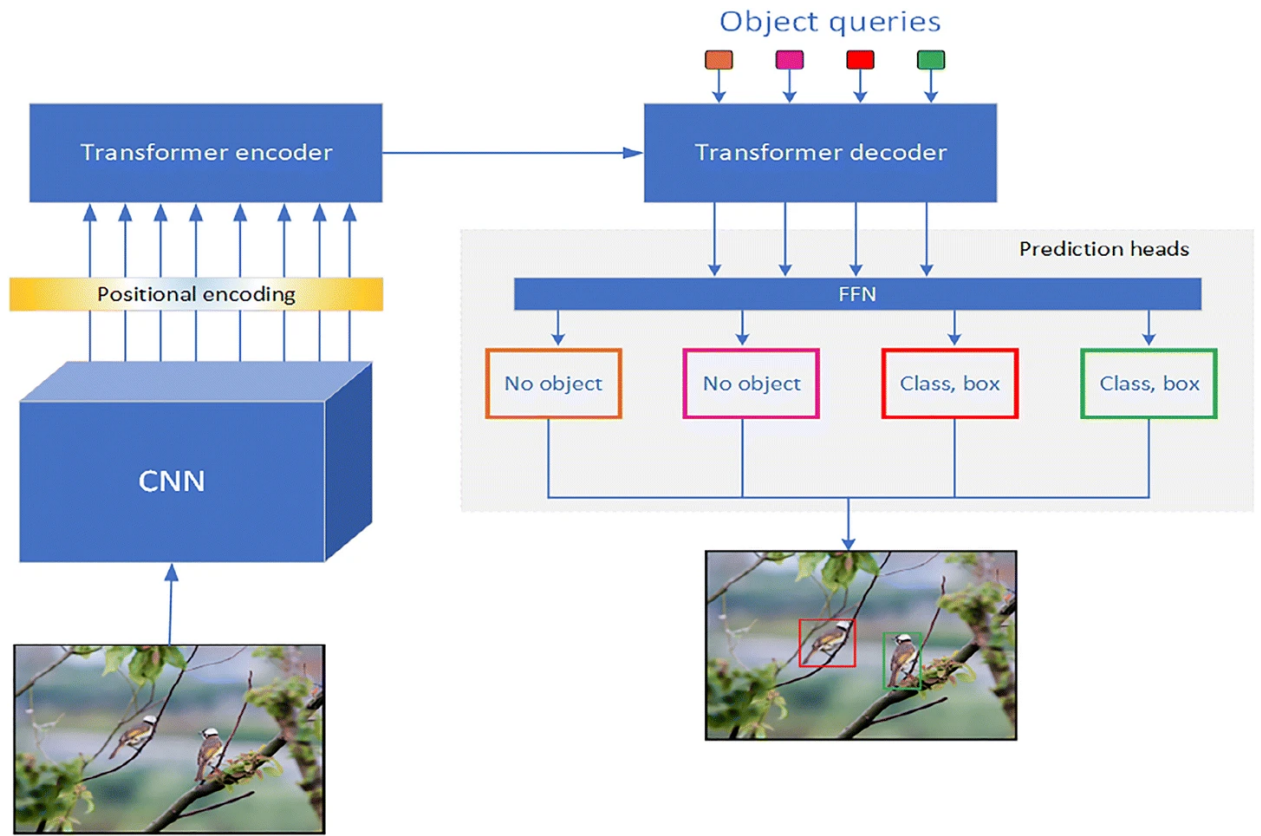 Object queries
Transformer encoder
Transformer decoder
Prediction heads
Positional encoding
FFN
No object
No object
Class, box
Class, box
CNN